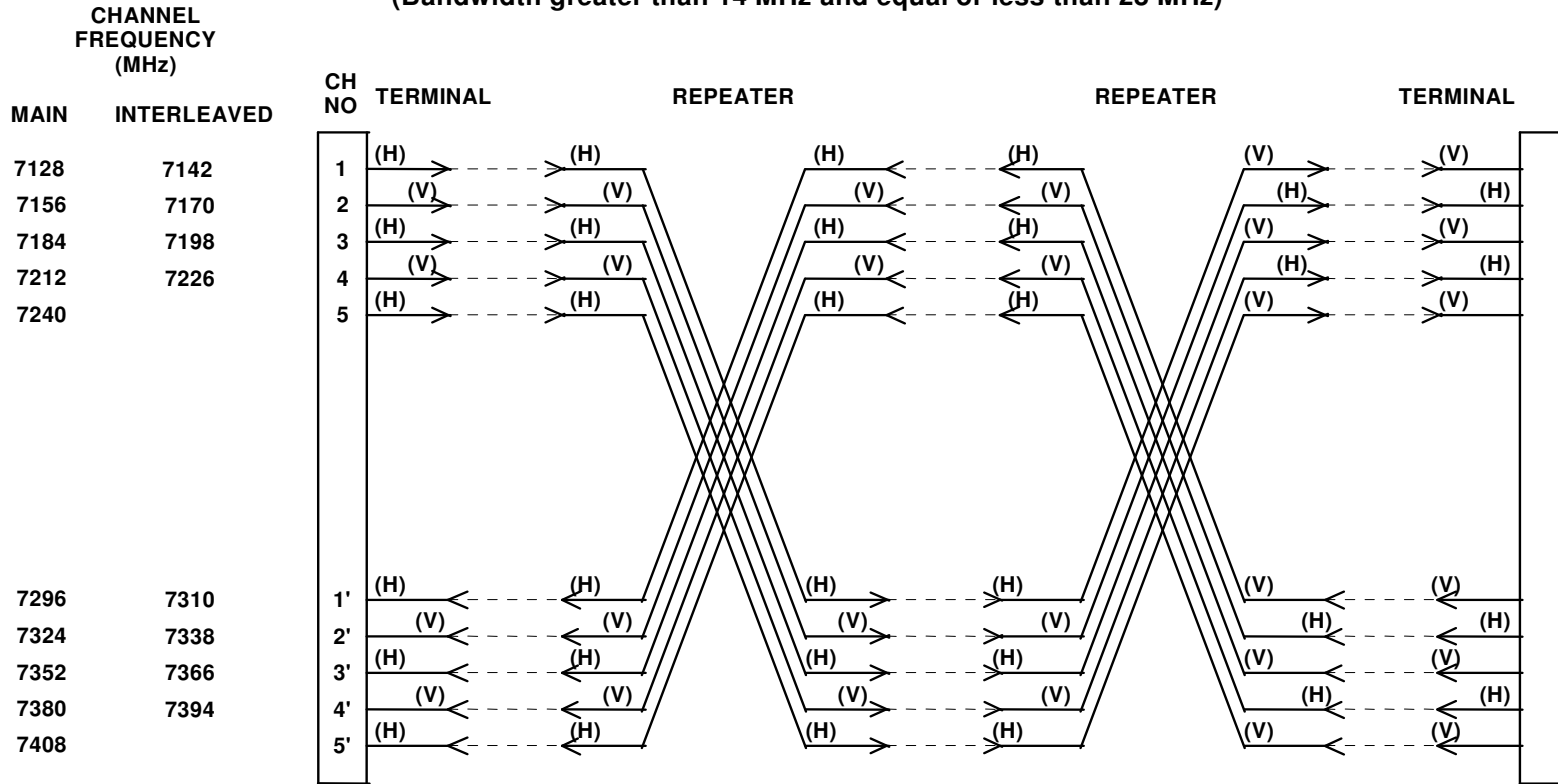 (Bandwidth greater than 14 MHz and equal or less than 28 MHz)
CHANNEL
FREQUENCY
(MHz)
MAIN INTERLEAVED
CH
NO
TERMINAL REPEATER REPEATER TERMINAL
7128 7142 1 (H) (H) (H) (H) (V) (V)
7156 7170 2 (V) (V) (V) (V) (H) (H)
7184 7198 3 (H) (H) (H) (H) (V) (V)
7212 7226 4 (V) (V) (V) (V) (H) (H)
7240 5 (H) (H) (H) (H) (V) (V)
7296 7310 1' (H) (H) (H) (H) (V) (V)
7324 7338 2' (V) (V) (V) (V) (H) (H)
7352 7366 3' (H) (H) (H) (H) (V) (V)
7380 7394 4' (V) (V) (V) (V) (H) (H)
7408 5' (H) (H) (H) (H) (V) (V)